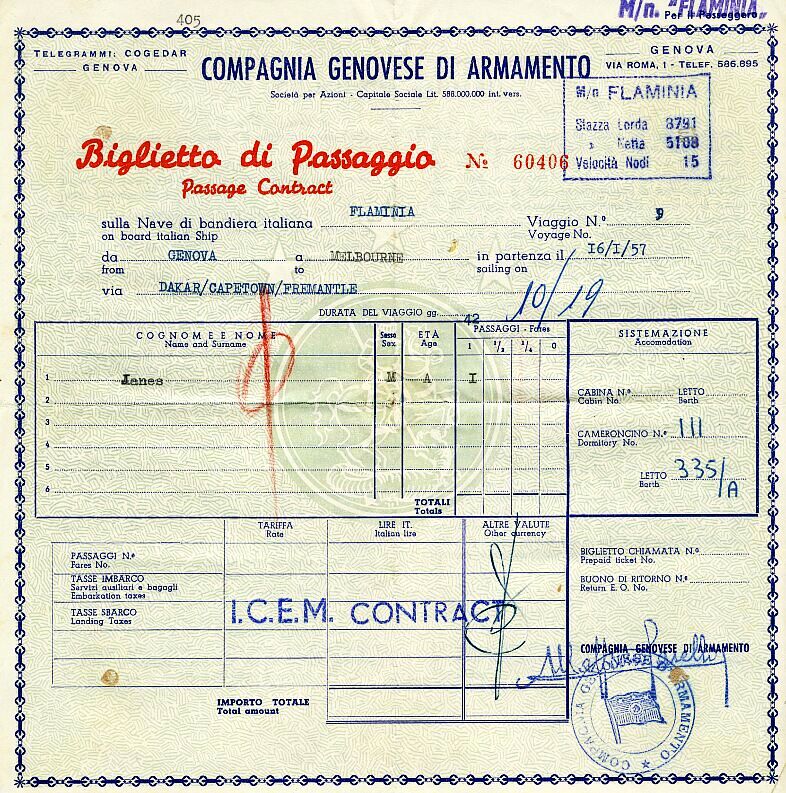 405
M/n. "FLAMINIA"
Per il Passeggero
TELEGRAMMI: COGEDAR
GENOVA
COMPAGNIA GENOVESE DI ARMAMENTO
Società per Azioni - Capitale Sociale Lit. 588.000.000 int. vers.
GENOVA
VIA ROMA, 1 - TELEF. 586.895
M/n FLAMINIA
Stazza Lorda 8791
» Netta 5108
Velocità Nodi 15
Biglietto di Passaggio № 60406
Passage Contract
sulla Nave di bandiera italiana FLAMINIA Viaggio N.º 9
on board italian Ship Voyage No.
da GENOVA a MELBOURNE in partenza il 16/I/57
from to sailing on
via DAKAR/CAPETOWN/FREMANTLE 10/19
DURATA DEL VIAGGIO gg. 42
COGNOME E NOME Sesso ETÀ PASSAGGI - Fares
Name and Surname Sex Age 1 1/2 1/4 0
1 Janes M A I
2
3
4
5
6
TOTALI
Totals
SISTEMAZIONE
Accomodation
CABINA N.º LETTO
Cabin No. Berth
CAMERONCINO N.º 111
Dormitory No.
LETTO 335/A
Berth
TARIFFA LIRE IT. ALTRE VALUTE
Rate Italian lire Other currency
PASSAGGI N.º
Fares No.
TASSE IMBARCO
Servizi ausiliari e bagagli
Embarkation taxes
TASSE SBARCO
Landing Taxes
I.C.E.M. CONTRACT
IMPORTO TOTALE
Total amount
BIGLIETTO CHIAMATA N.º
Prepaid ticket No.
BUONO DI RITORNO N.º
Return E. O. No.
COMPAGNIA GENOVESE DI ARMAMENTO
COMPAGNIA GENOVESE DI ARMAMENTO